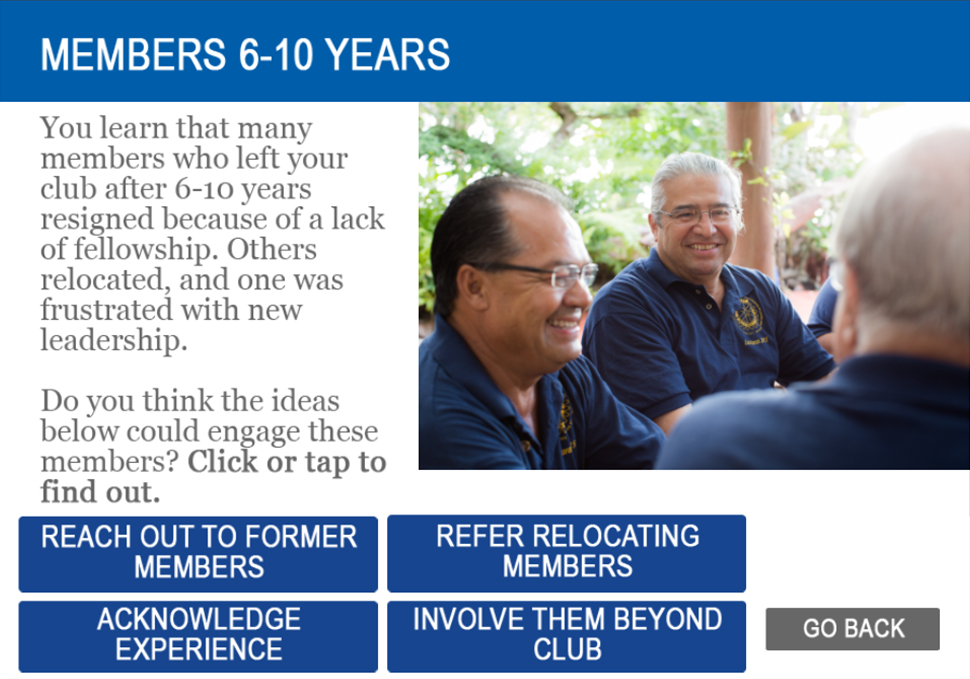 MEMBERS 6-10 YEARS
You learn that many
members who left your
club after 6-10 years
resigned because of a lack
of fellowship. Others
relocated, and one was
frustrated with new
leadership.
Do you think the ideas
below could engage these
members? Click or tap to
find out.
REACH OUT TO FORMER
MEMBERS
REFER RELOCATING
MEMBERS
ACKNOWLEDGE
EXPERIENCE
INVOLVE THEM BEYOND
CLUB
GO BACK